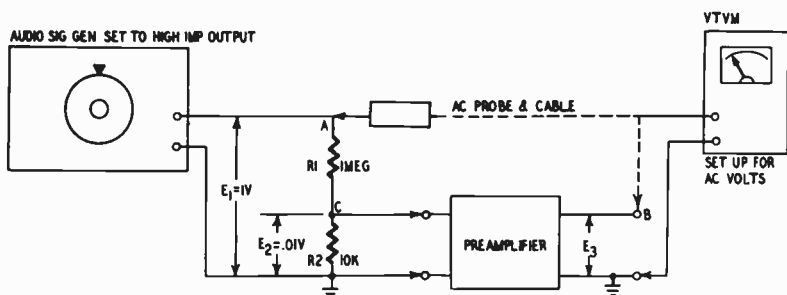 VTVM
AUDIO SIG GEN SET TO HIGH IMP OUTPUT
AC PROBE & CABLE
A
R1 1MEG
SET UP FOR
AC VOLTS
E1=1V
C
B
E2=.01V
R2 10K
PREAMPLIFIER
E3